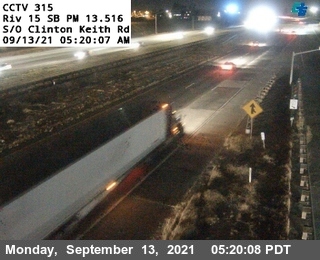 CCTV 315
Riv 15 SB PM 13.516
S/O Clinton Keith Rd
09/13/21 05:20:07 AM
Monday, September 13, 2021 05:20:08 PDT